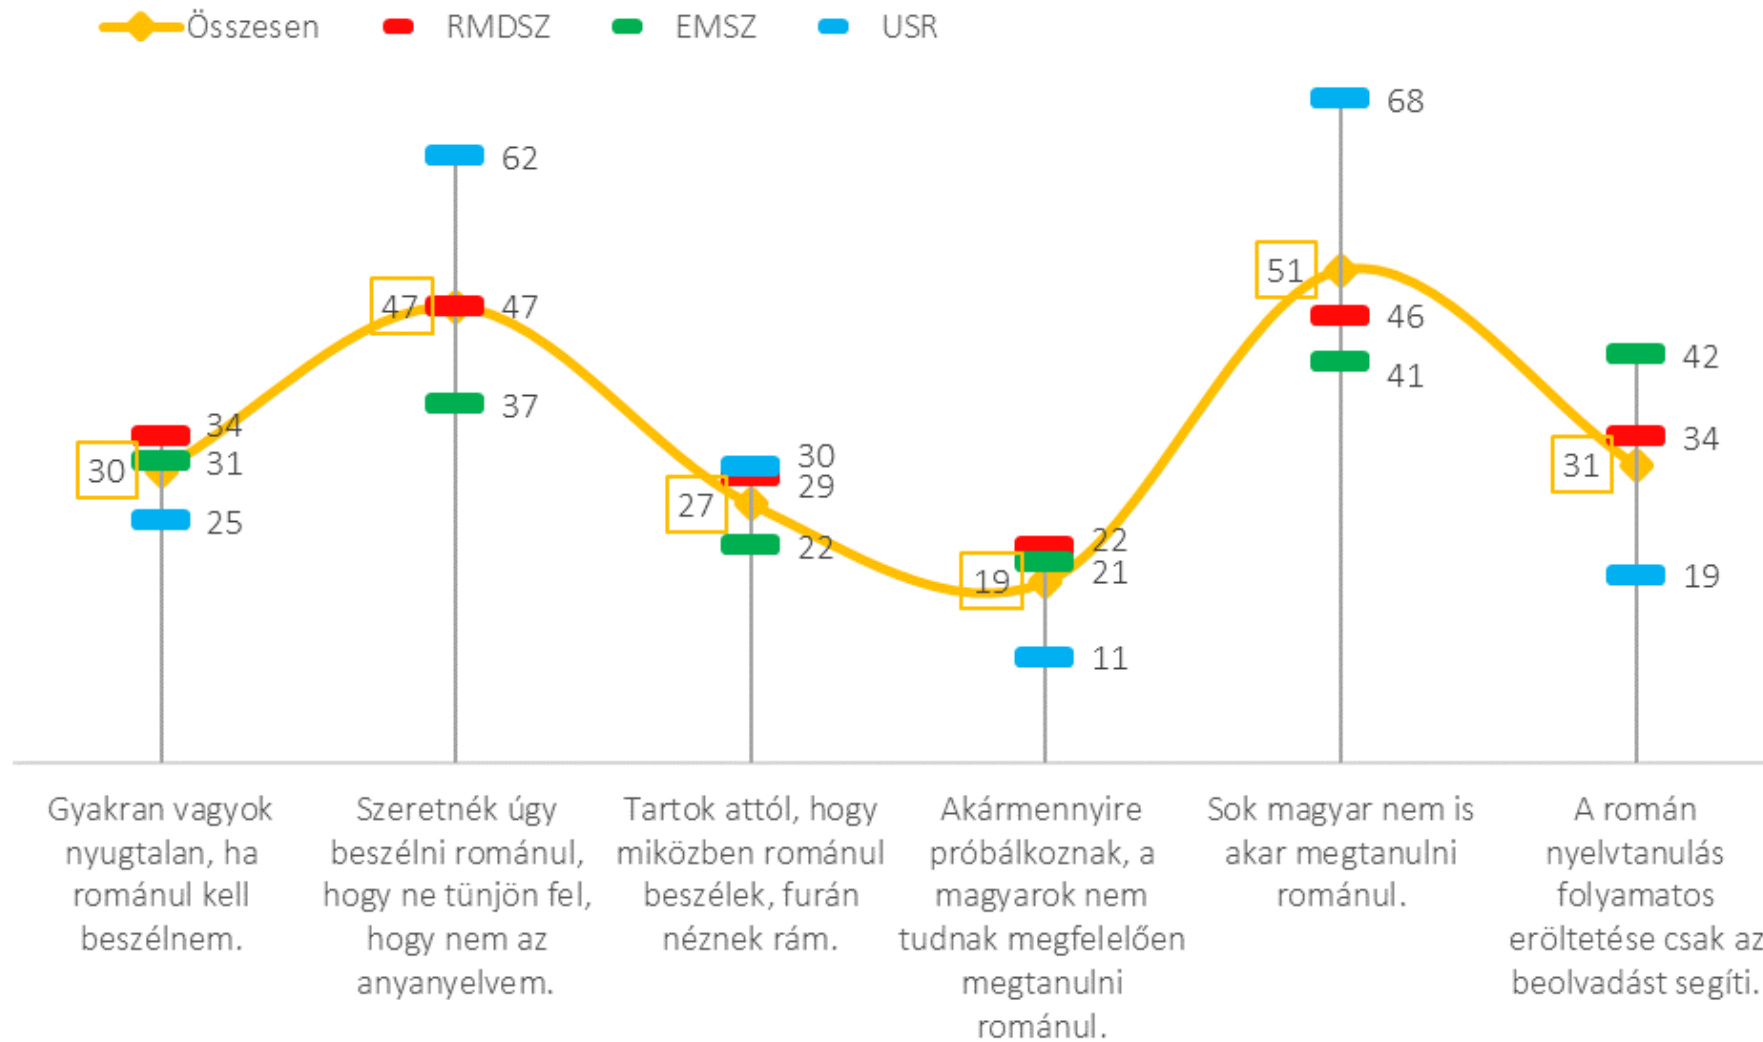 Összesen RMDSZ EMSZ USR
68
62
51
47 47
46
42
41
37
34
34
31
30 31
30
29
27
25
22
22
21
19
19
11
Gyakran vagyok
nyugtalan, ha
románul kell
beszélnem.
Szeretnék úgy
beszélni románul,
hogy ne tünjön fel,
hogy nem az
anyanyelvem.
Tartok attól, hogy
miközben románul
beszélek, furán
néznek rám.
Akármennyire
próbálkoznak, a
magyarok nem
tudnak megfelelően
megtanulni
románul.
Sok magyar nem is
akar megtanulni
románul.
A román
nyelvtanulás
folyamatos
eröltetése csak az
beolvadást segíti.